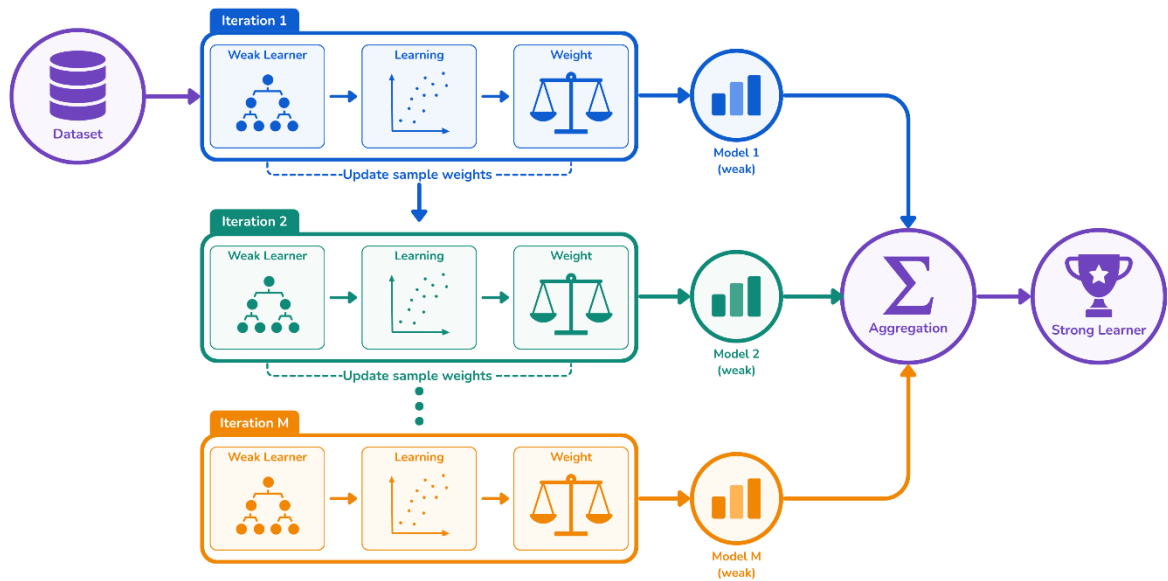 Iteration 1
Weak Learner
Learning
Weight
Dataset
Model 1
(weak)
Update sample weights
Iteration 2
Weak Learner
Learning
Weight
Σ
Aggregation
Strong Learner
Model 2
(weak)
Update sample weights
Iteration M
Weak Learner
Learning
Weight
Model M
(weak)